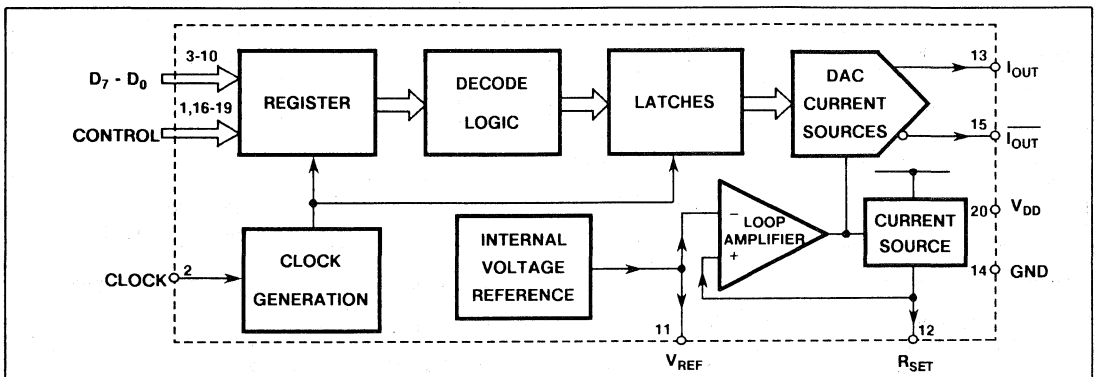 3-10
D7 - D0
1,16-19
CONTROL
REGISTER
DECODE
LOGIC
LATCHES
DAC
CURRENT
SOURCES
13
IOUT
15
I̅O̅U̅T̅
CLOCK
2
CLOCK
GENERATION
INTERNAL
VOLTAGE
REFERENCE
−
LOOP
AMPLIFIER
+
CURRENT
SOURCE
20
VDD
14
GND
11
VREF
12
RSET